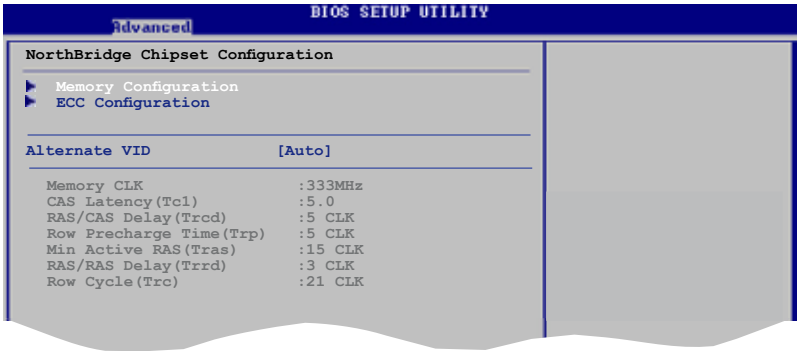 BIOS SETUP UTILITY
Advanced
NorthBridge Chipset Configuration
Memory Configuration
ECC Configuration
Alternate VID [Auto]
Memory CLK :333MHz
CAS Latency(Tcl) :5.0
RAS/CAS Delay(Trcd) :5 CLK
Row Precharge Time(Trp) :5 CLK
Min Active RAS(Tras) :15 CLK
RAS/RAS Delay(Trrd) :3 CLK
Row Cycle(Trc) :21 CLK